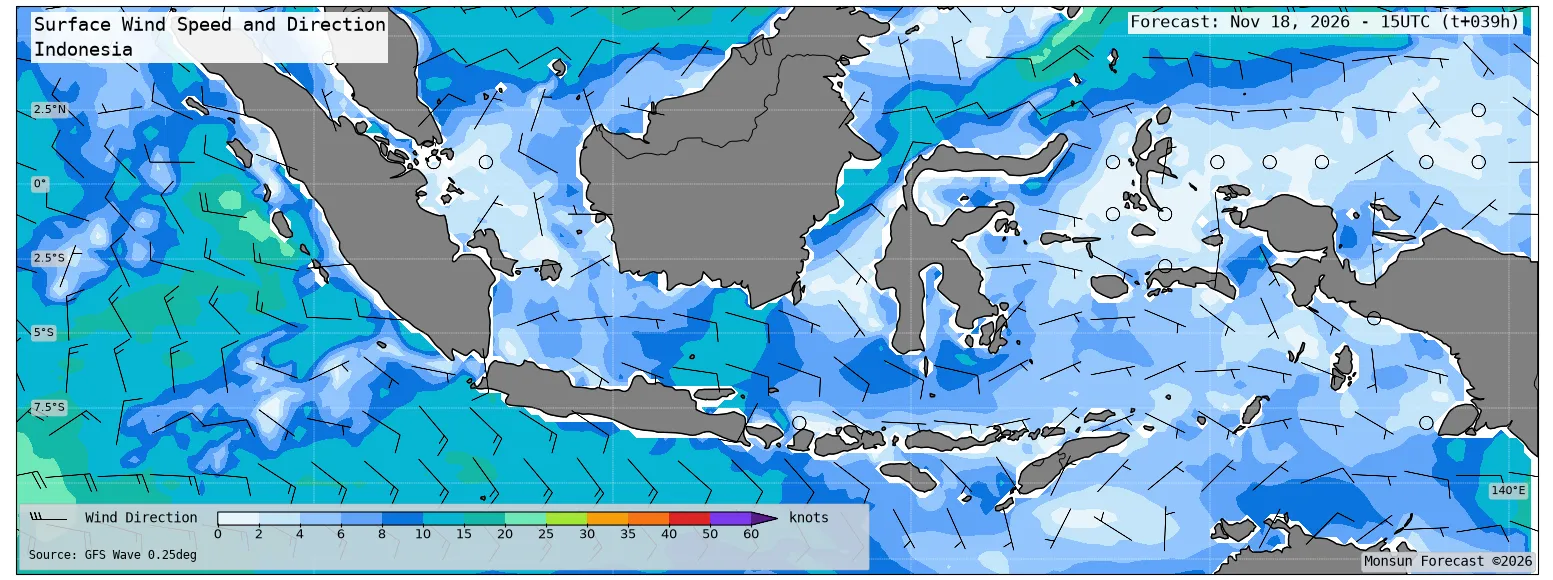 Surface Wind Speed and Direction
Indonesia
Forecast: Nov 18, 2026 - 15UTC (t+039h)
2.5°N
0°
2.5°S
5°S
7.5°S
140°E
Wind Direction
knots
0 2 4 6 8 10 15 20 25 30 35 40 50 60
Source: GFS Wave 0.25deg
Monsun Forecast ©2026